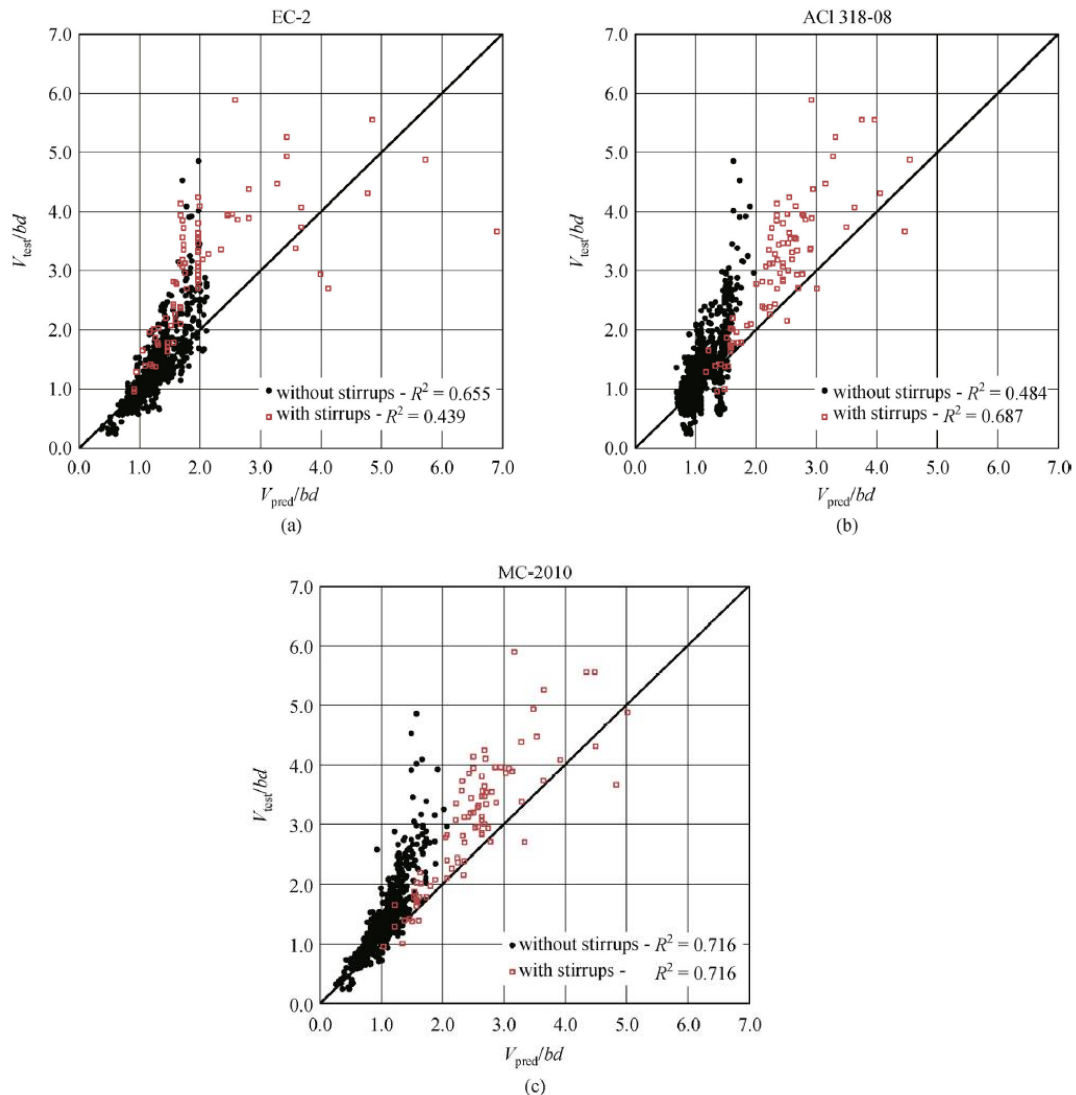 EC-2
7.0
6.0
5.0
4.0
3.0
2.0
1.0
0.0
V_test/bd
without stirrups - R² = 0.655
with stirrups - R² = 0.439
0.0 1.0 2.0 3.0 4.0 5.0 6.0 7.0
V_pred/bd
(a)
ACI 318-08
7.0
6.0
5.0
4.0
3.0
2.0
1.0
0.0
V_test/bd
without stirrups - R² = 0.484
with stirrups - R² = 0.687
0.0 1.0 2.0 3.0 4.0 5.0 6.0 7.0
V_pred/bd
(b)
MC-2010
7.0
6.0
5.0
4.0
3.0
2.0
1.0
0.0
V_test/bd
without stirrups - R² = 0.716
with stirrups - R² = 0.716
0.0 1.0 2.0 3.0 4.0 5.0 6.0 7.0
V_pred/bd
(c)